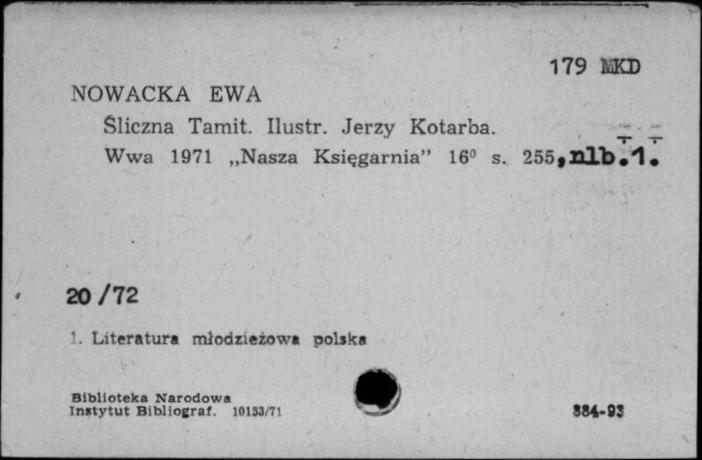 179 MKD
NOWACKA EWA
Śliczna Tamit. Ilustr. Jerzy Kotarba.
Wwa 1971 „Nasza Księgarnia” 16⁰ s. 255, nlb. 1.
20/72
1. Literatura młodzieżowa polska
Biblioteka Narodowa
Instytut Bibliograf. 10153/71
884-93